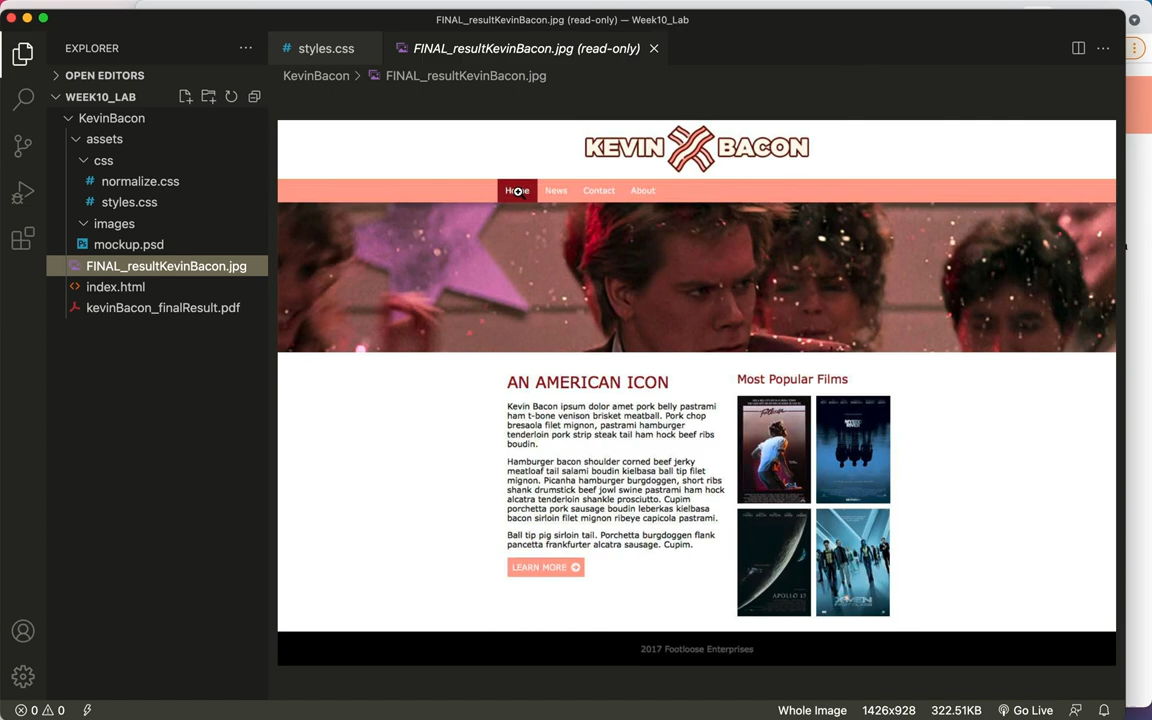 FINAL_resultKevinBacon.jpg (read-only) — Week10_Lab
EXPLORER
# styles.css
FINAL_resultKevinBacon.jpg (read-only)
OPEN EDITORS
KevinBacon > FINAL_resultKevinBacon.jpg
WEEK10_LAB
KevinBacon
assets
css
# normalize.css
# styles.css
images
mockup.psd
FINAL_resultKevinBacon.jpg
index.html
kevinBacon_finalResult.pdf
KEVIN BACON
Home News Contact About
AN AMERICAN ICON
Kevin Bacon ipsum dolor amet pork belly pastrami
ham t-bone venison brisket meatball. Pork chop
bresaola filet mignon, pastrami hamburger
tenderloin pork strip steak tail ham hock beef ribs
boudin.
Hamburger bacon shoulder corned beef jerky
meatloaf tail salami boudin kielbasa ball tip filet
mignon. Picanha hamburger burgdoggen, short ribs
shank drumstick beef jowl swine pastrami ham hock
alcatra tenderloin shankle prosciutto. Cupim
porchetta pork sausage boudin leberkas kielbasa
bacon sirloin filet mignon ribeye capicola pastrami.
Ball tip pig sirloin tail. Porchetta burgdoggen flank
pancetta frankfurter alcatra sausage. Cupim.
LEARN MORE
Most Popular Films
MYSTIC
RIVER
APOLLO 13
X-MEN
2017 Footloose Enterprises
0 0
Whole Image 1426x928 322.51KB Go Live